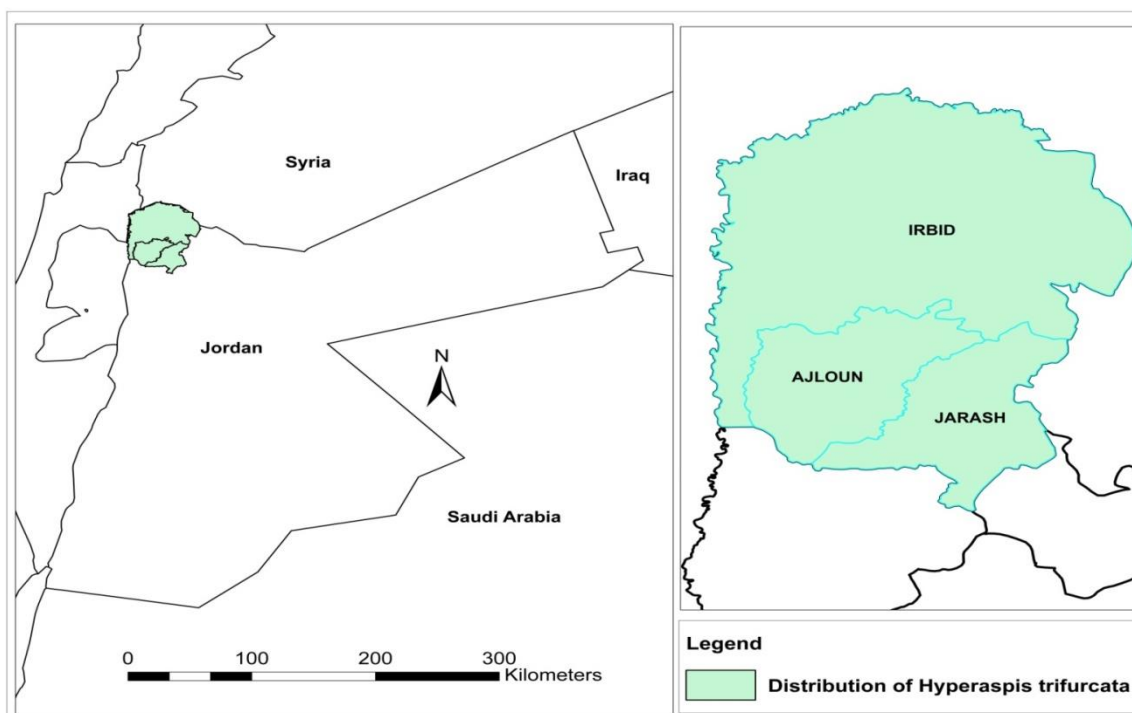 Syria
Iraq
Jordan
N
Saudi Arabia
0 100 200 300
Kilometers
IRBID
AJLOUN
JARASH
Legend
Distribution of Hyperaspis trifurcata